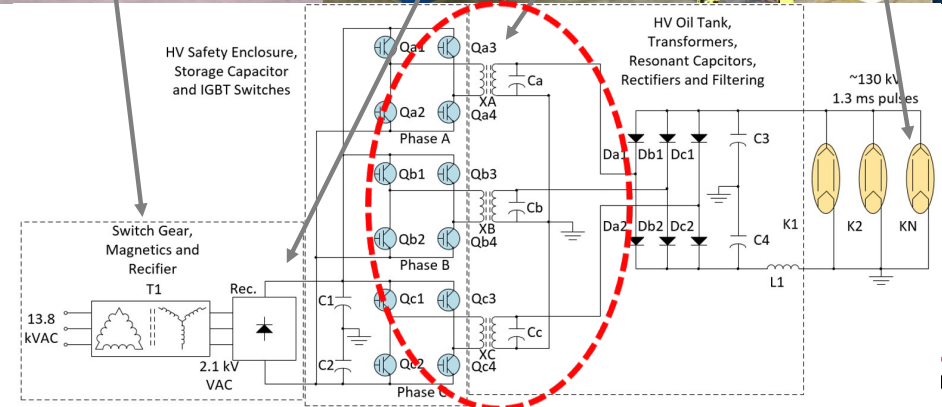 HV Safety Enclosure,
Storage Capacitor
and IGBT Switches
HV Oil Tank,
Transformers,
Resonant Capcitors,
Rectifiers and Filtering
~130 kV
1.3 ms pulses
Qa1
Qa3
Ca
XA
Qa2
Qa4
Phase A
Qb1
Qb3
Cb
XB
Qb2
Qb4
Phase B
Qc1
Qc3
Cc
XC
Qc2
Qc4
Phase C
C1
C2
Da1
Db1
Dc1
Da2
Db2
Dc2
C3
C4
L1
K1
K2
KN
Switch Gear,
Magnetics and
Recifier
T1
Rec.
13.8
kVAC
2.1 kV
VAC